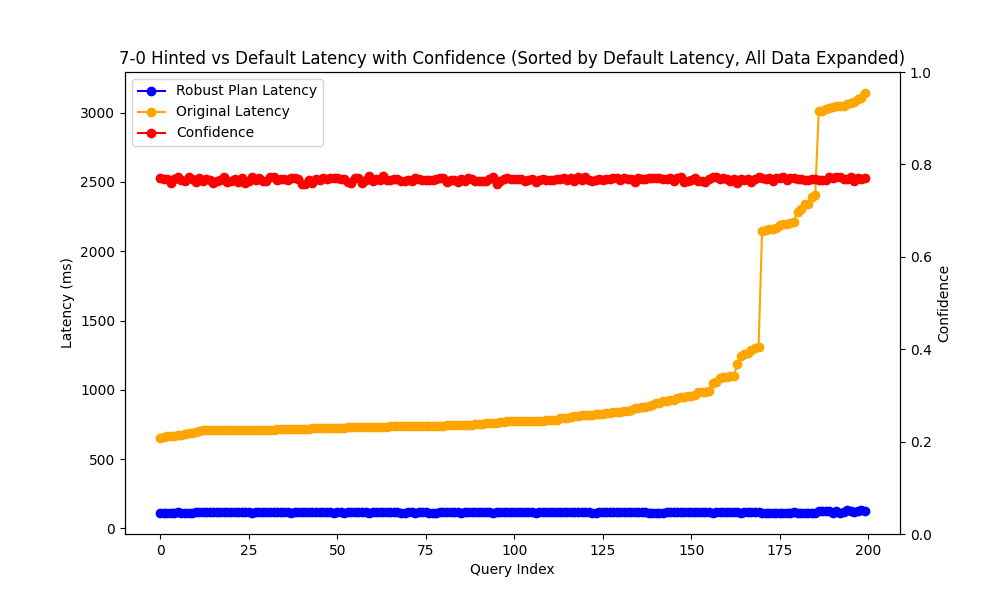 7-0 Hinted vs Default Latency with Confidence (Sorted by Default Latency, All Data Expanded)
Robust Plan Latency
Original Latency
Confidence
3000
2500
2000
1500
1000
500
0
Latency (ms)
1.0
0.8
0.6
0.4
0.2
0.0
Confidence
0 25 50 75 100 125 150 175 200
Query Index